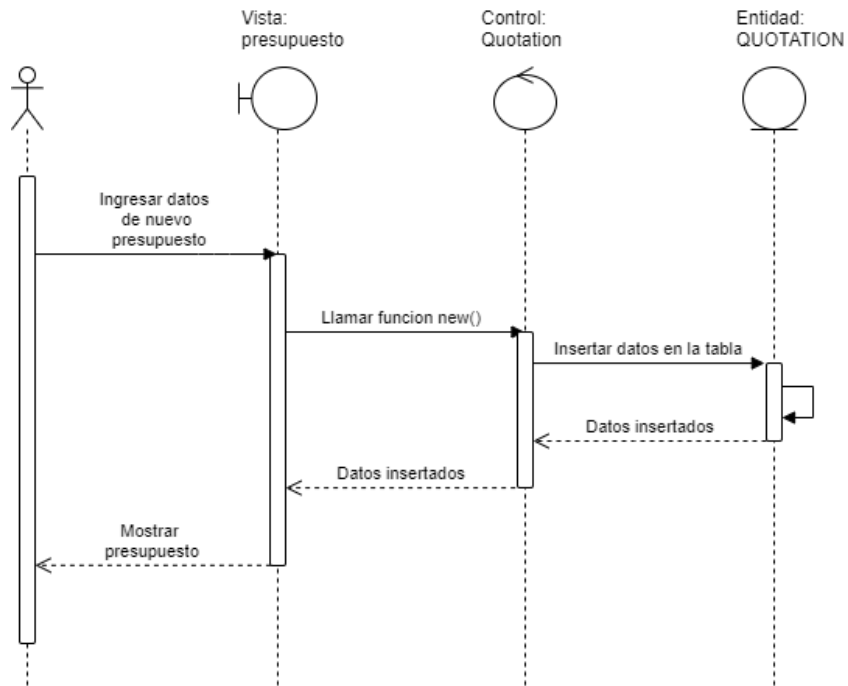 Vista:
presupuesto
Control:
Quotation
Entidad:
QUOTATION
Ingresar datos
de nuevo
presupuesto
Llamar funcion new()
Insertar datos en la tabla
Datos insertados
Datos insertados
Mostrar
presupuesto